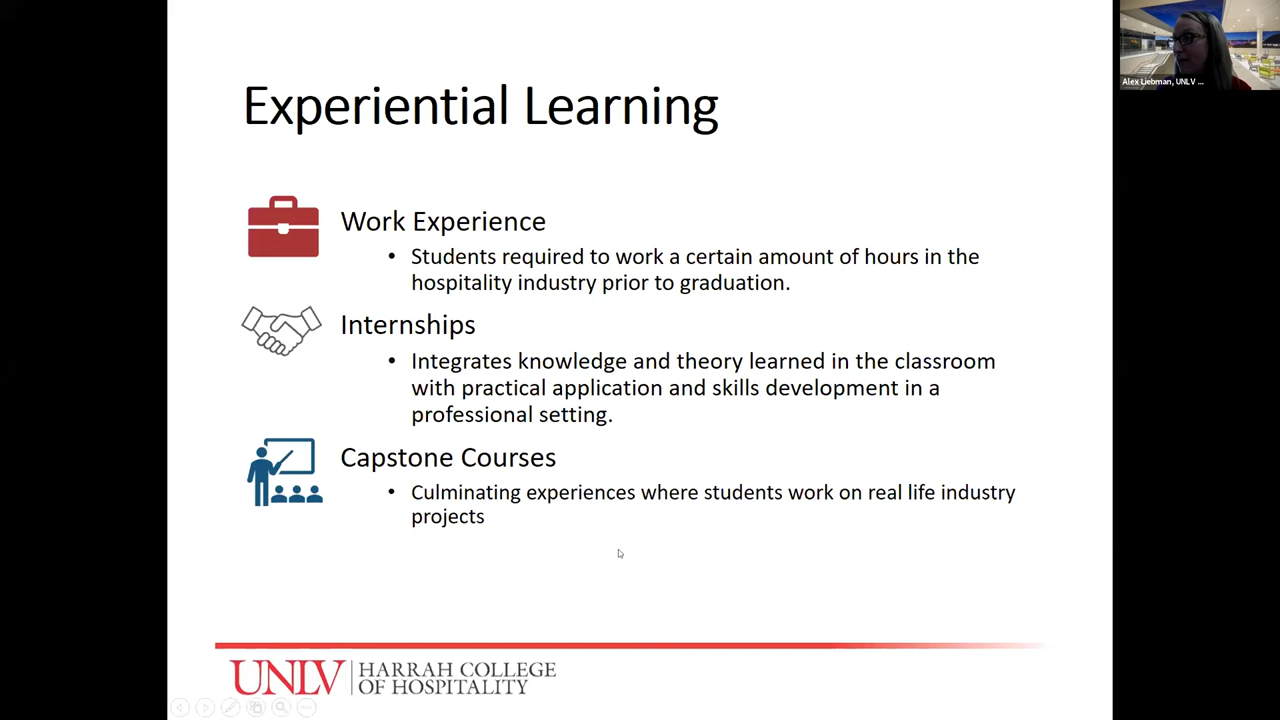 Alex Liebman, UNLV ...
Experiential Learning
Work Experience
• Students required to work a certain amount of hours in the
hospitality industry prior to graduation.
Internships
• Integrates knowledge and theory learned in the classroom
with practical application and skills development in a
professional setting.
Capstone Courses
• Culminating experiences where students work on real life industry
projects
UNLV
HARRAH COLLEGE
OF HOSPITALITY